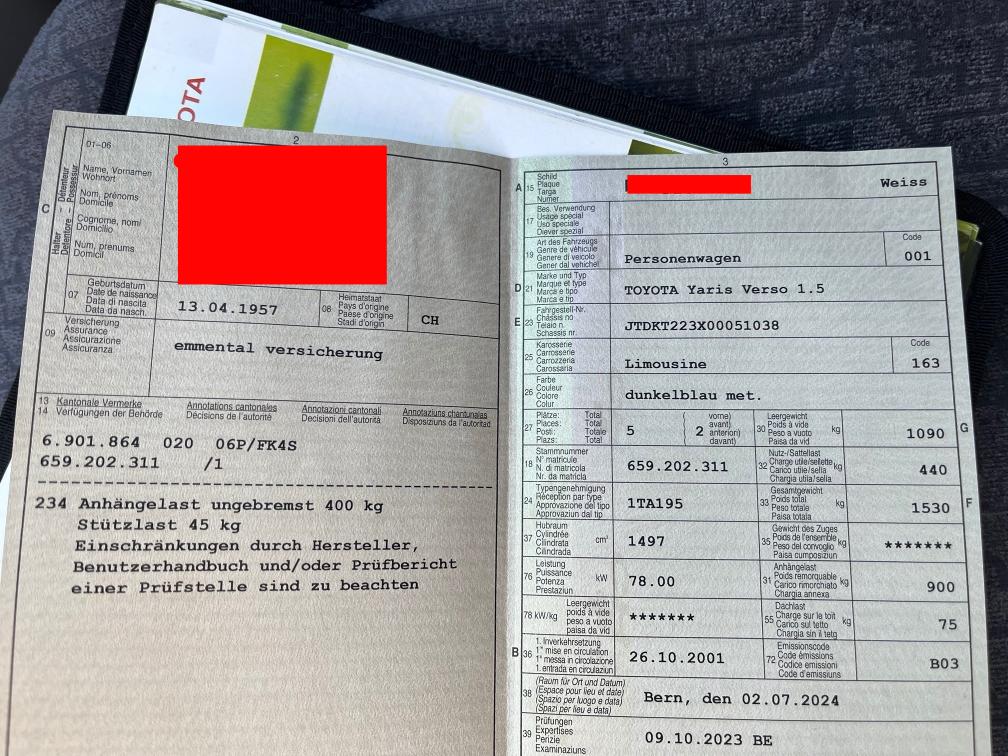 OTA
2
01–06
C
Halter Détenteur
Detentore Possessur
Name, Vornamen
Wohnort
Nom, prénoms
Domicile
Cognome, nomi
Domicilio
Num, prenums
Domicil
07
Geburtsdatum
Date de naissance
Data di nascita
Data da nasch.
13.04.1957
08
Heimatstaat
Pays d'origine
Paese d'origine
Stadi d'origin
CH
09
Versicherung
Assurance
Assicurazione
Assicuranza
emmental versicherung
13 Kantonale Vermerke
14 Verfügungen der Behörde
Annotations cantonales
Décisions de l'autorité
Annotazioni cantonali
Decisioni dell'autorità
Annotaziuns chantunalas
Disposiziuns da l'autoritad
6.901.864 020 06P/FK4S
659.202.311 /1
234 Anhängelast ungebremst 400 kg
Stützlast 45 kg
Einschränkungen durch Hersteller,
Benutzerhandbuch und/oder Prüfbericht
einer Prüfstelle sind zu beachten
3
A 15
Schild
Plaque
Targa
Numer
Weiss
17
Bes. Verwendung
Usage spécial
Uso speciale
Diever spezial
19
Art des Fahrzeugs
Genre de véhicule
Genere di veicolo
Gener dal vehichel
Personenwagen
Code
001
D 21
Marke und Typ
Marque et type
Marca e tipo
Marca e tip
TOYOTA Yaris Verso 1.5
E 23
Fahrgestell-Nr.
Châssis no
Telaio n.
Schassis nr.
JTDKT223X00051038
25
Karosserie
Carrosserie
Carrozzeria
Carossaria
Limousine
Code
163
26
Farbe
Couleur
Colore
Colur
dunkelblau met.
27
Plätze: Total
Places: Total
Posti: Totale
Plazs: Totale
5
( vorne)
avant)
2 anteriori)
( davant)
30
Leergewicht
Poids à vide
Peso a vuoto
Paisa da vid
kg
1090
G
18
Stammnummer
N° matricule
N. di matricola
Nr. da matricla
659.202.311
32
Nutz-/Sattellast
Charge utile/sellette
Carico utile/sella
Chargia utila/sella
kg
440
24
Typengenehmigung
Réception par type
Approvazione del tipo
Approvaziun dal tip
1TA195
33
Gesamtgewicht
Poids total
Peso totale
Paisa totala
kg
1530
F
37
Hubraum
Cylindrée
Cilindrata
Cilindrada
cm³
1497
35
Gewicht des Zuges
Poids de l'ensemble
Peso del convoglio
Paisa cumposiziun
kg
*******
76
Leistung
Puissance
Potenza
Prestaziun
kW
78.00
31
Anhängelast
Poids remorquable
Carico rimorchiato
Chargia annexa
kg
900
78 kW/kg
Leergewicht
poids à vide
peso a vuoto
paisa da vid
*******
55
Dachlast
Charge sur le toit
Carico sul tetto
Chargia sin il tetg
kg
75
B 36
1. Inverkehrsetzung
1re mise en circulation
1a messa in circolazione
1. entrada en circulaziun
26.10.2001
72
Emissionscode
Code émissions
Codice emissioni
Code d'emissiuns
B03
38
(Raum für Ort und Datum)
(Espace pour lieu et date)
(Spazio per luogo e data)
(Spazi per lieu e data)
Bern, den 02.07.2024
39
Prüfungen
Expertises
Perizie
Examinaziuns
09.10.2023 BE